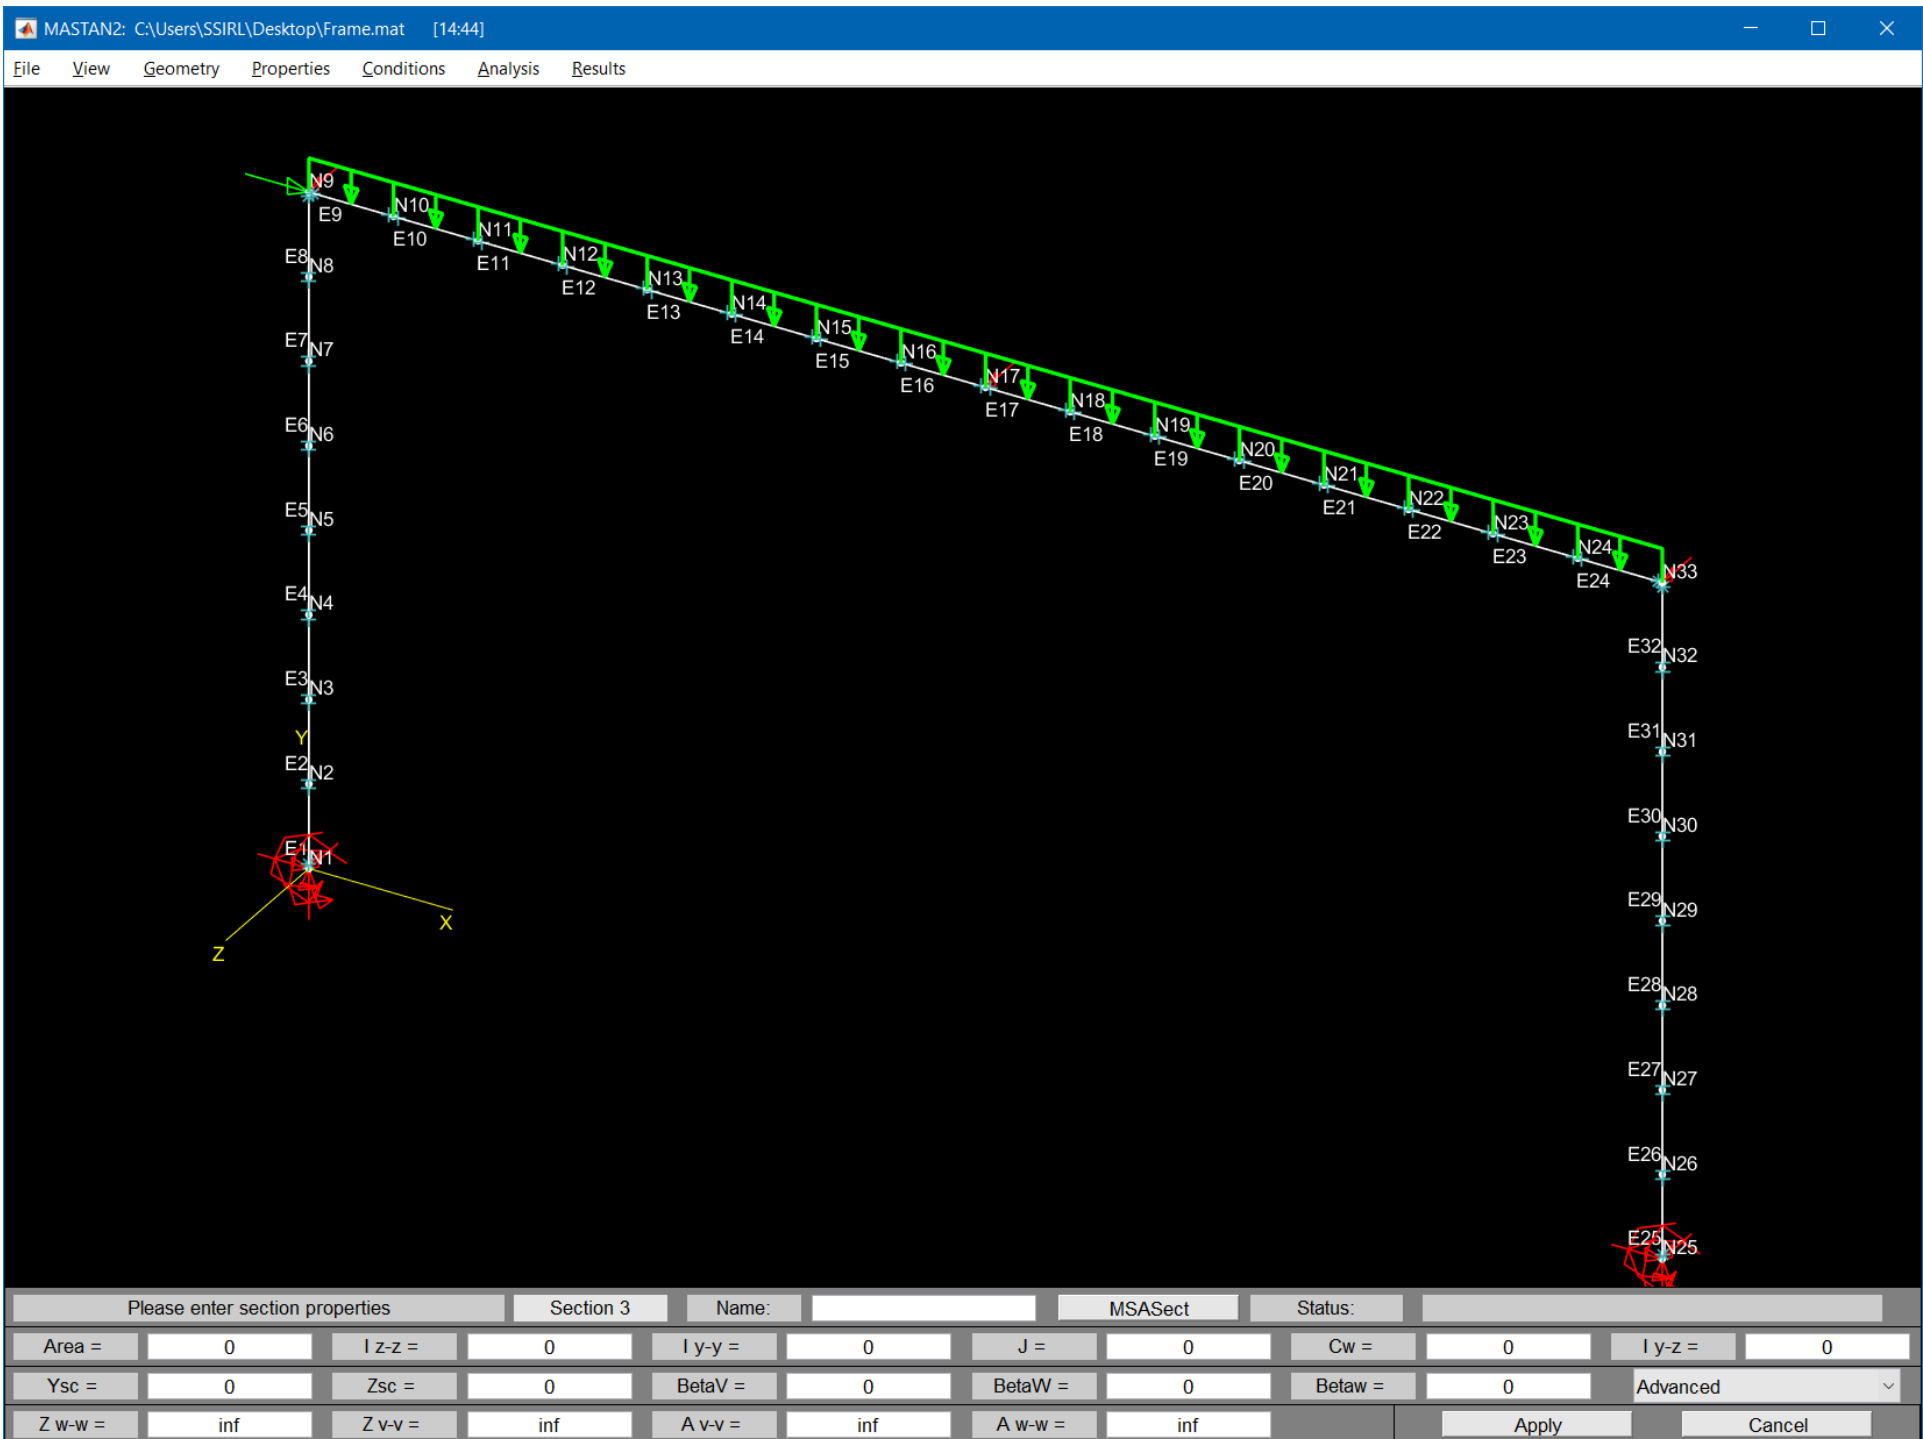 MASTAN2: C:\Users\SSIRL\Desktop\Frame.mat [14:44]
File View Geometry Properties Conditions Analysis Results
N9
E9
N10
E10
N11
E11
N12
E12
N13
E13
N14
E14
N15
E15
N16
E16
N17
E17
N18
E18
N19
E19
N20
E20
N21
E21
N22
E22
N23
E23
N24
E24
N33
E8 N8
E7 N7
E6 N6
E5 N5
E4 N4
E3 N3
Y
E2 N2
E1 N1
X
Z
E32 N32
E31 N31
E30 N30
E29 N29
E28 N28
E27 N27
E26 N26
E25 N25
Please enter section properties Section 3 Name: MSASect Status:
Area = 0 I z-z = 0 I y-y = 0 J = 0 Cw = 0 I y-z = 0
Ysc = 0 Zsc = 0 BetaV = 0 BetaW = 0 Betaw = 0 Advanced
Z w-w = inf Z v-v = inf A v-v = inf A w-w = inf Apply Cancel